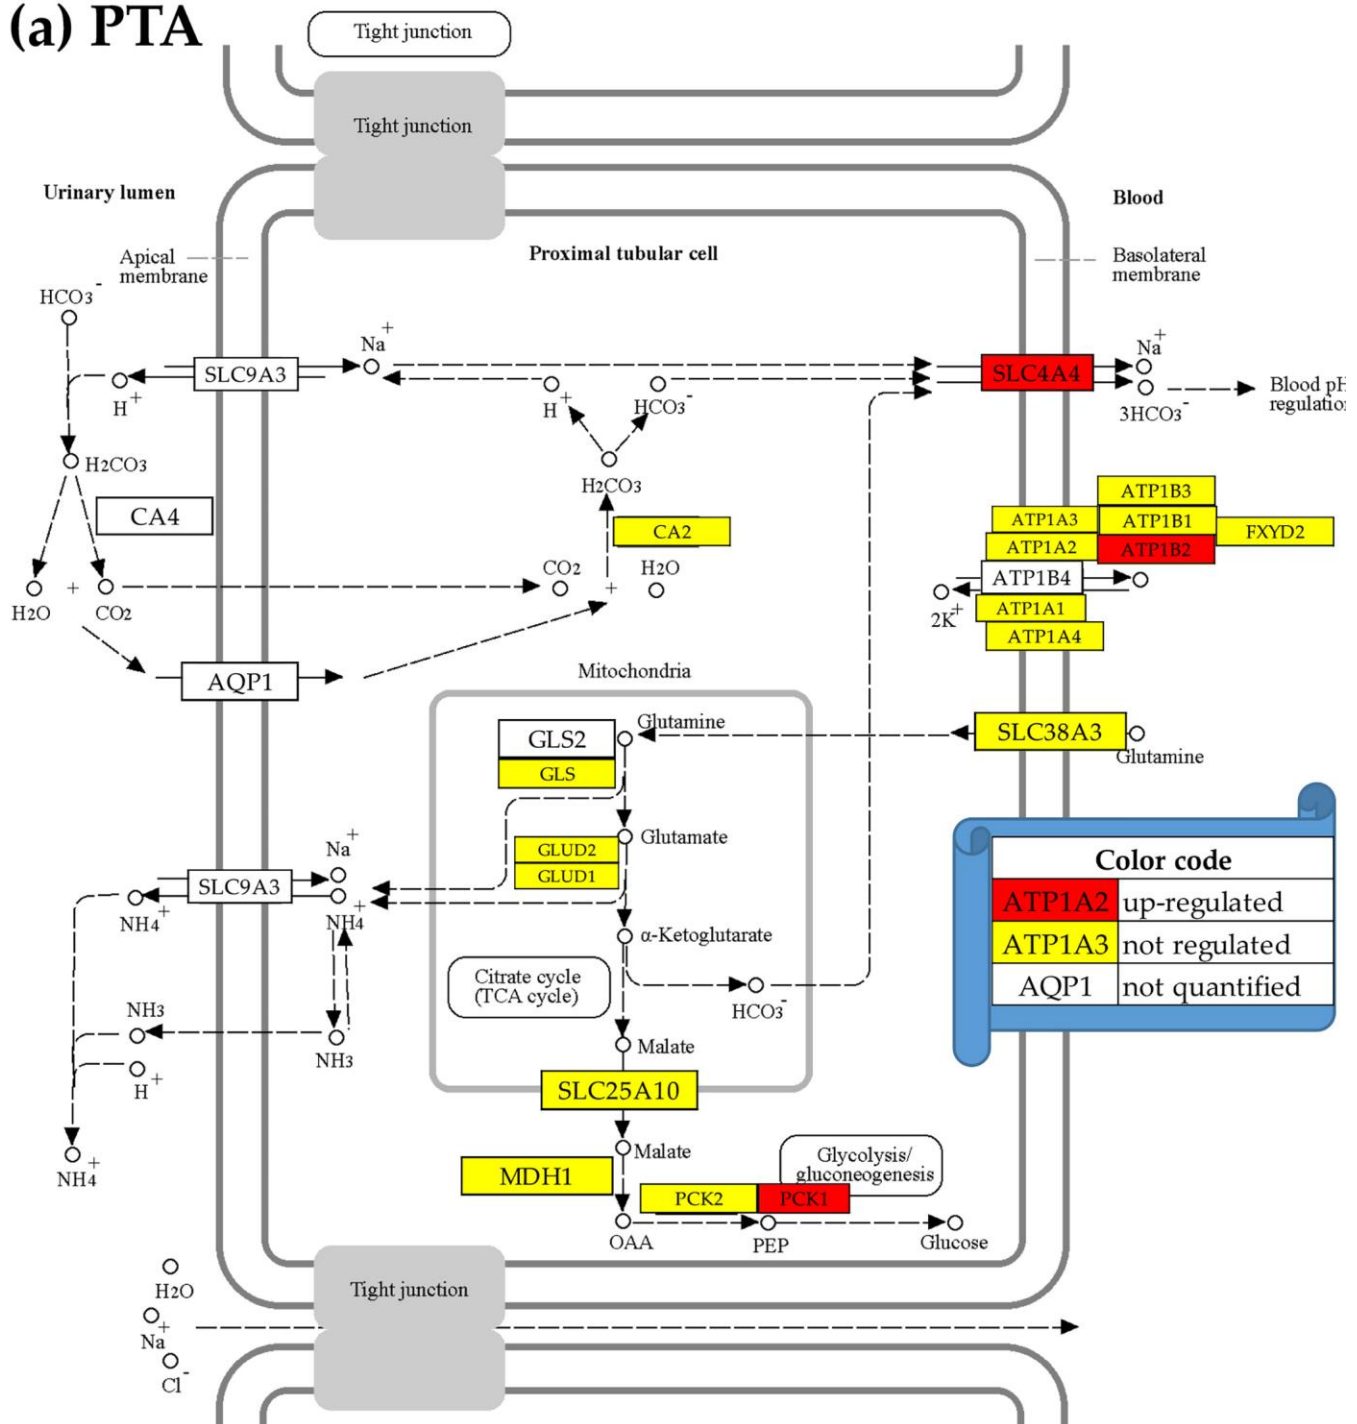 (a) PTA
Tight junction
Tight junction
Urinary lumen
Blood
Apical
membrane
Proximal tubular cell
Basolateral
membrane
HCO3-
Na+
Na+
SLC9A3
SLC4A4
H+
H+
HCO3-
3HCO3-
Blood pH
regulation
H2CO3
H2CO3
CA4
CA2
ATP1B3
ATP1A3
ATP1B1
FXYD2
ATP1A2
ATP1B2
CO2
H2O
ATP1B4
H2O
+
CO2
+
2K+
ATP1A1
ATP1A4
AQP1
Mitochondria
Glutamine
GLS2
SLC38A3
Glutamine
GLS
Glutamate
GLUD2
GLUD1
Na+
SLC9A3
NH4+
NH4+
α-Ketoglutarate
Citrate cycle
(TCA cycle)
HCO3-
NH3
NH3
H+
Malate
SLC25A10
NH4+
Malate
MDH1
Glycolysis/
gluconeogenesis
PCK2
PCK1
OAA
PEP
Glucose
Color code
ATP1A2 up-regulated
ATP1A3 not regulated
AQP1 not quantified
H2O
Tight junction
Na+
Cl-